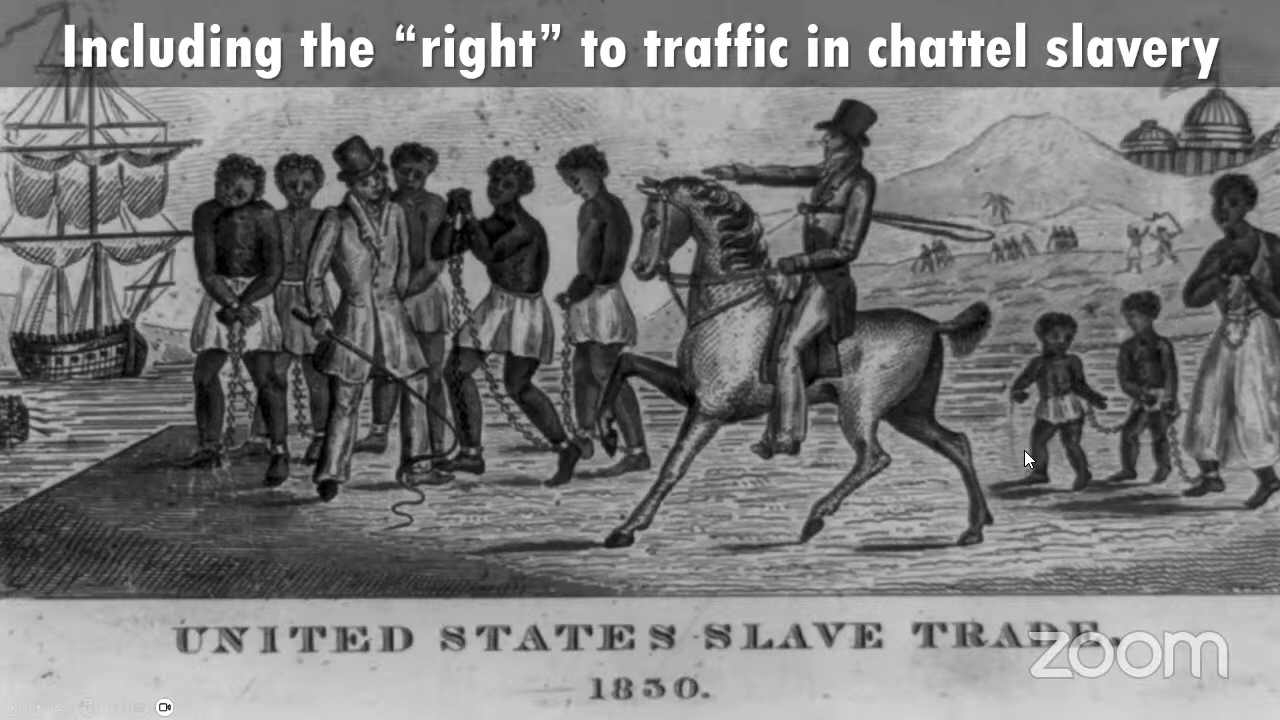 Including the “right” to traffic in chattel slavery
UNITED STATES SLAVE TRADE.
1830.
zoom